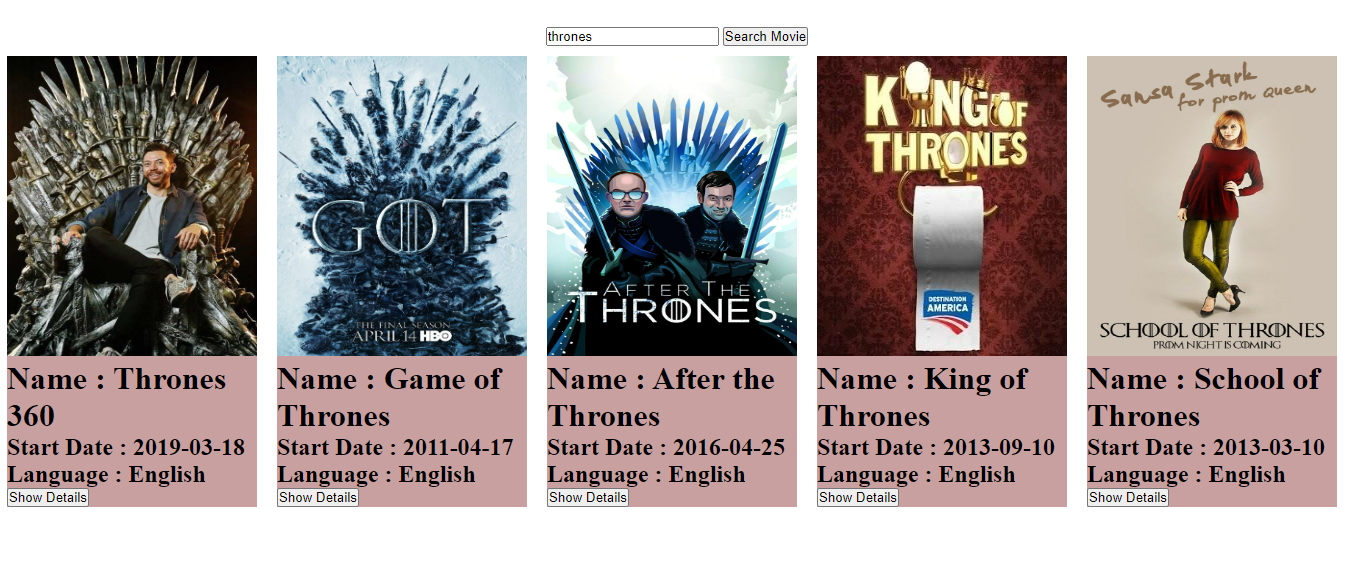 thrones
Search Movie
Name : Thrones
360
Start Date : 2019-03-18
Language : English
Show Details
GOT
THE FINAL SEASON
APRIL 14 HBO
Name : Game of
Thrones
Start Date : 2011-04-17
Language : English
Show Details
AFTER THE
THRONES
Name : After the
Thrones
Start Date : 2016-04-25
Language : English
Show Details
KING OF
THRONES
DESTINATION
AMERICA
Name : King of
Thrones
Start Date : 2013-09-10
Language : English
Show Details
Sansa Stark
for prom queen
SCHOOL OF THRONES
PROM NIGHT IS COMING
Name : School of
Thrones
Start Date : 2013-03-10
Language : English
Show Details